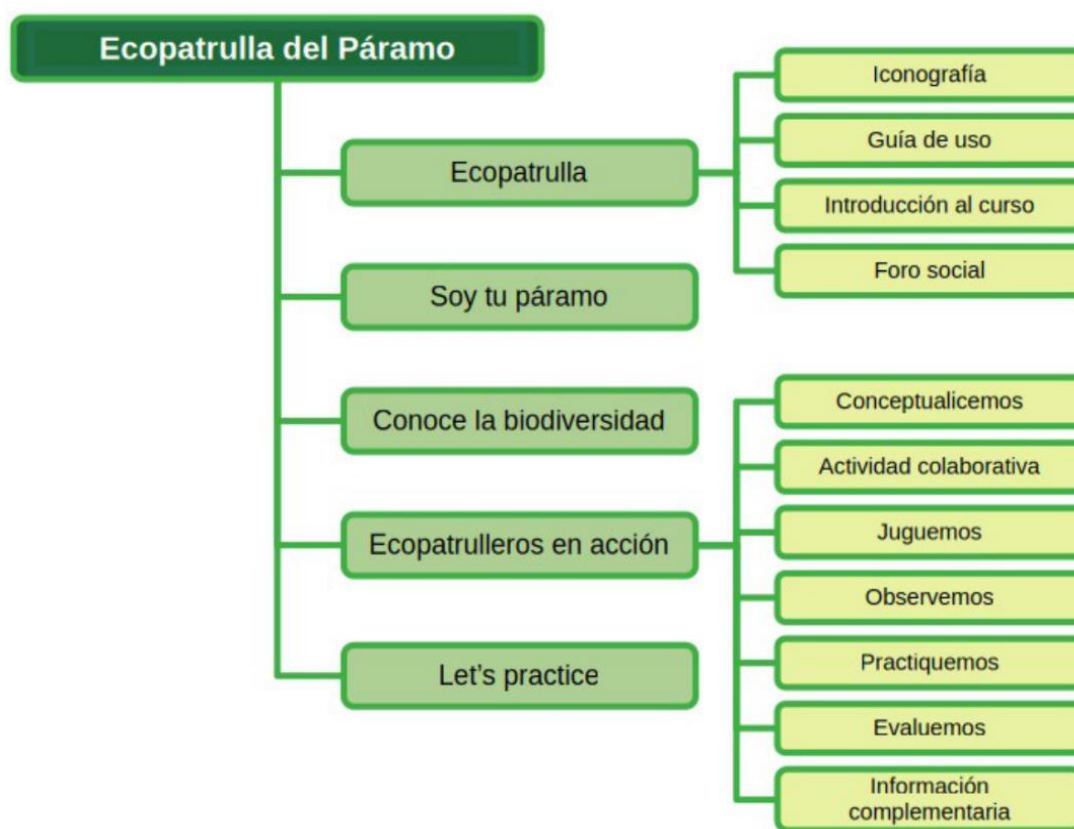 Ecopatrulla del Páramo
Ecopatrulla
Iconografía
Guía de uso
Introducción al curso
Foro social
Soy tu páramo
Conoce la biodiversidad
Ecopatrulleros en acción
Conceptualicemos
Actividad colaborativa
Juguemos
Observemos
Practiquemos
Evaluemos
Información
complementaria
Let’s practice